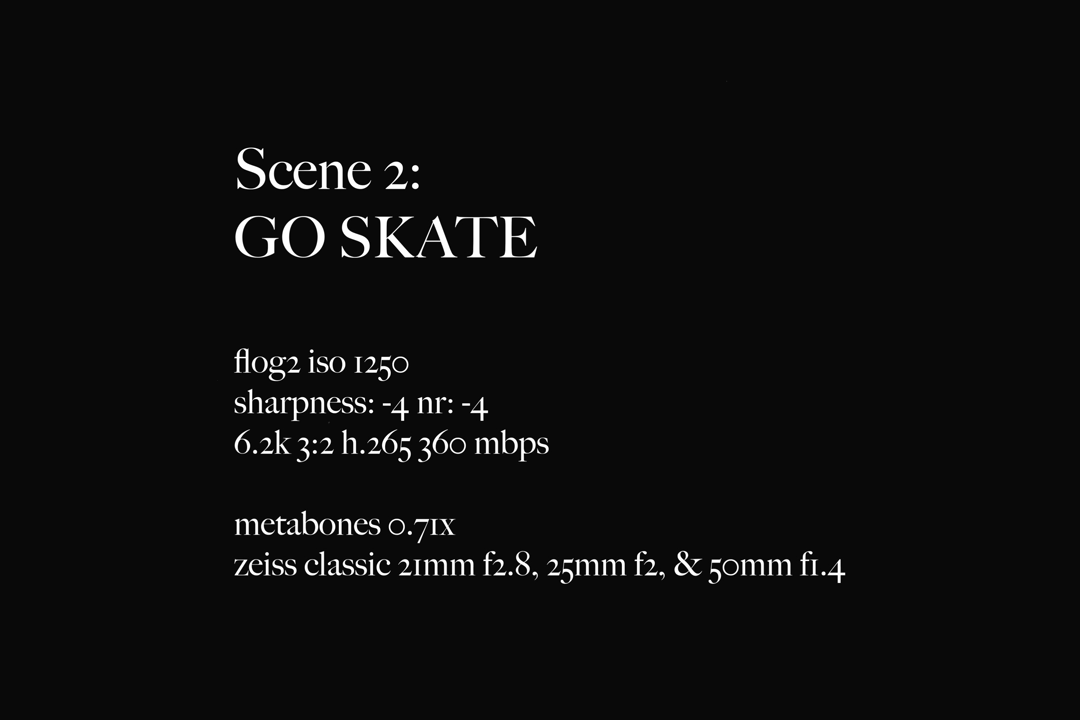 Scene 2:
GO SKATE
flog2 iso 1250
sharpness: -4 nr: -4
6.2k 3:2 h.265 360 mbps
metabones 0.71x
zeiss classic 21mm f2.8, 25mm f2, & 50mm f1.4